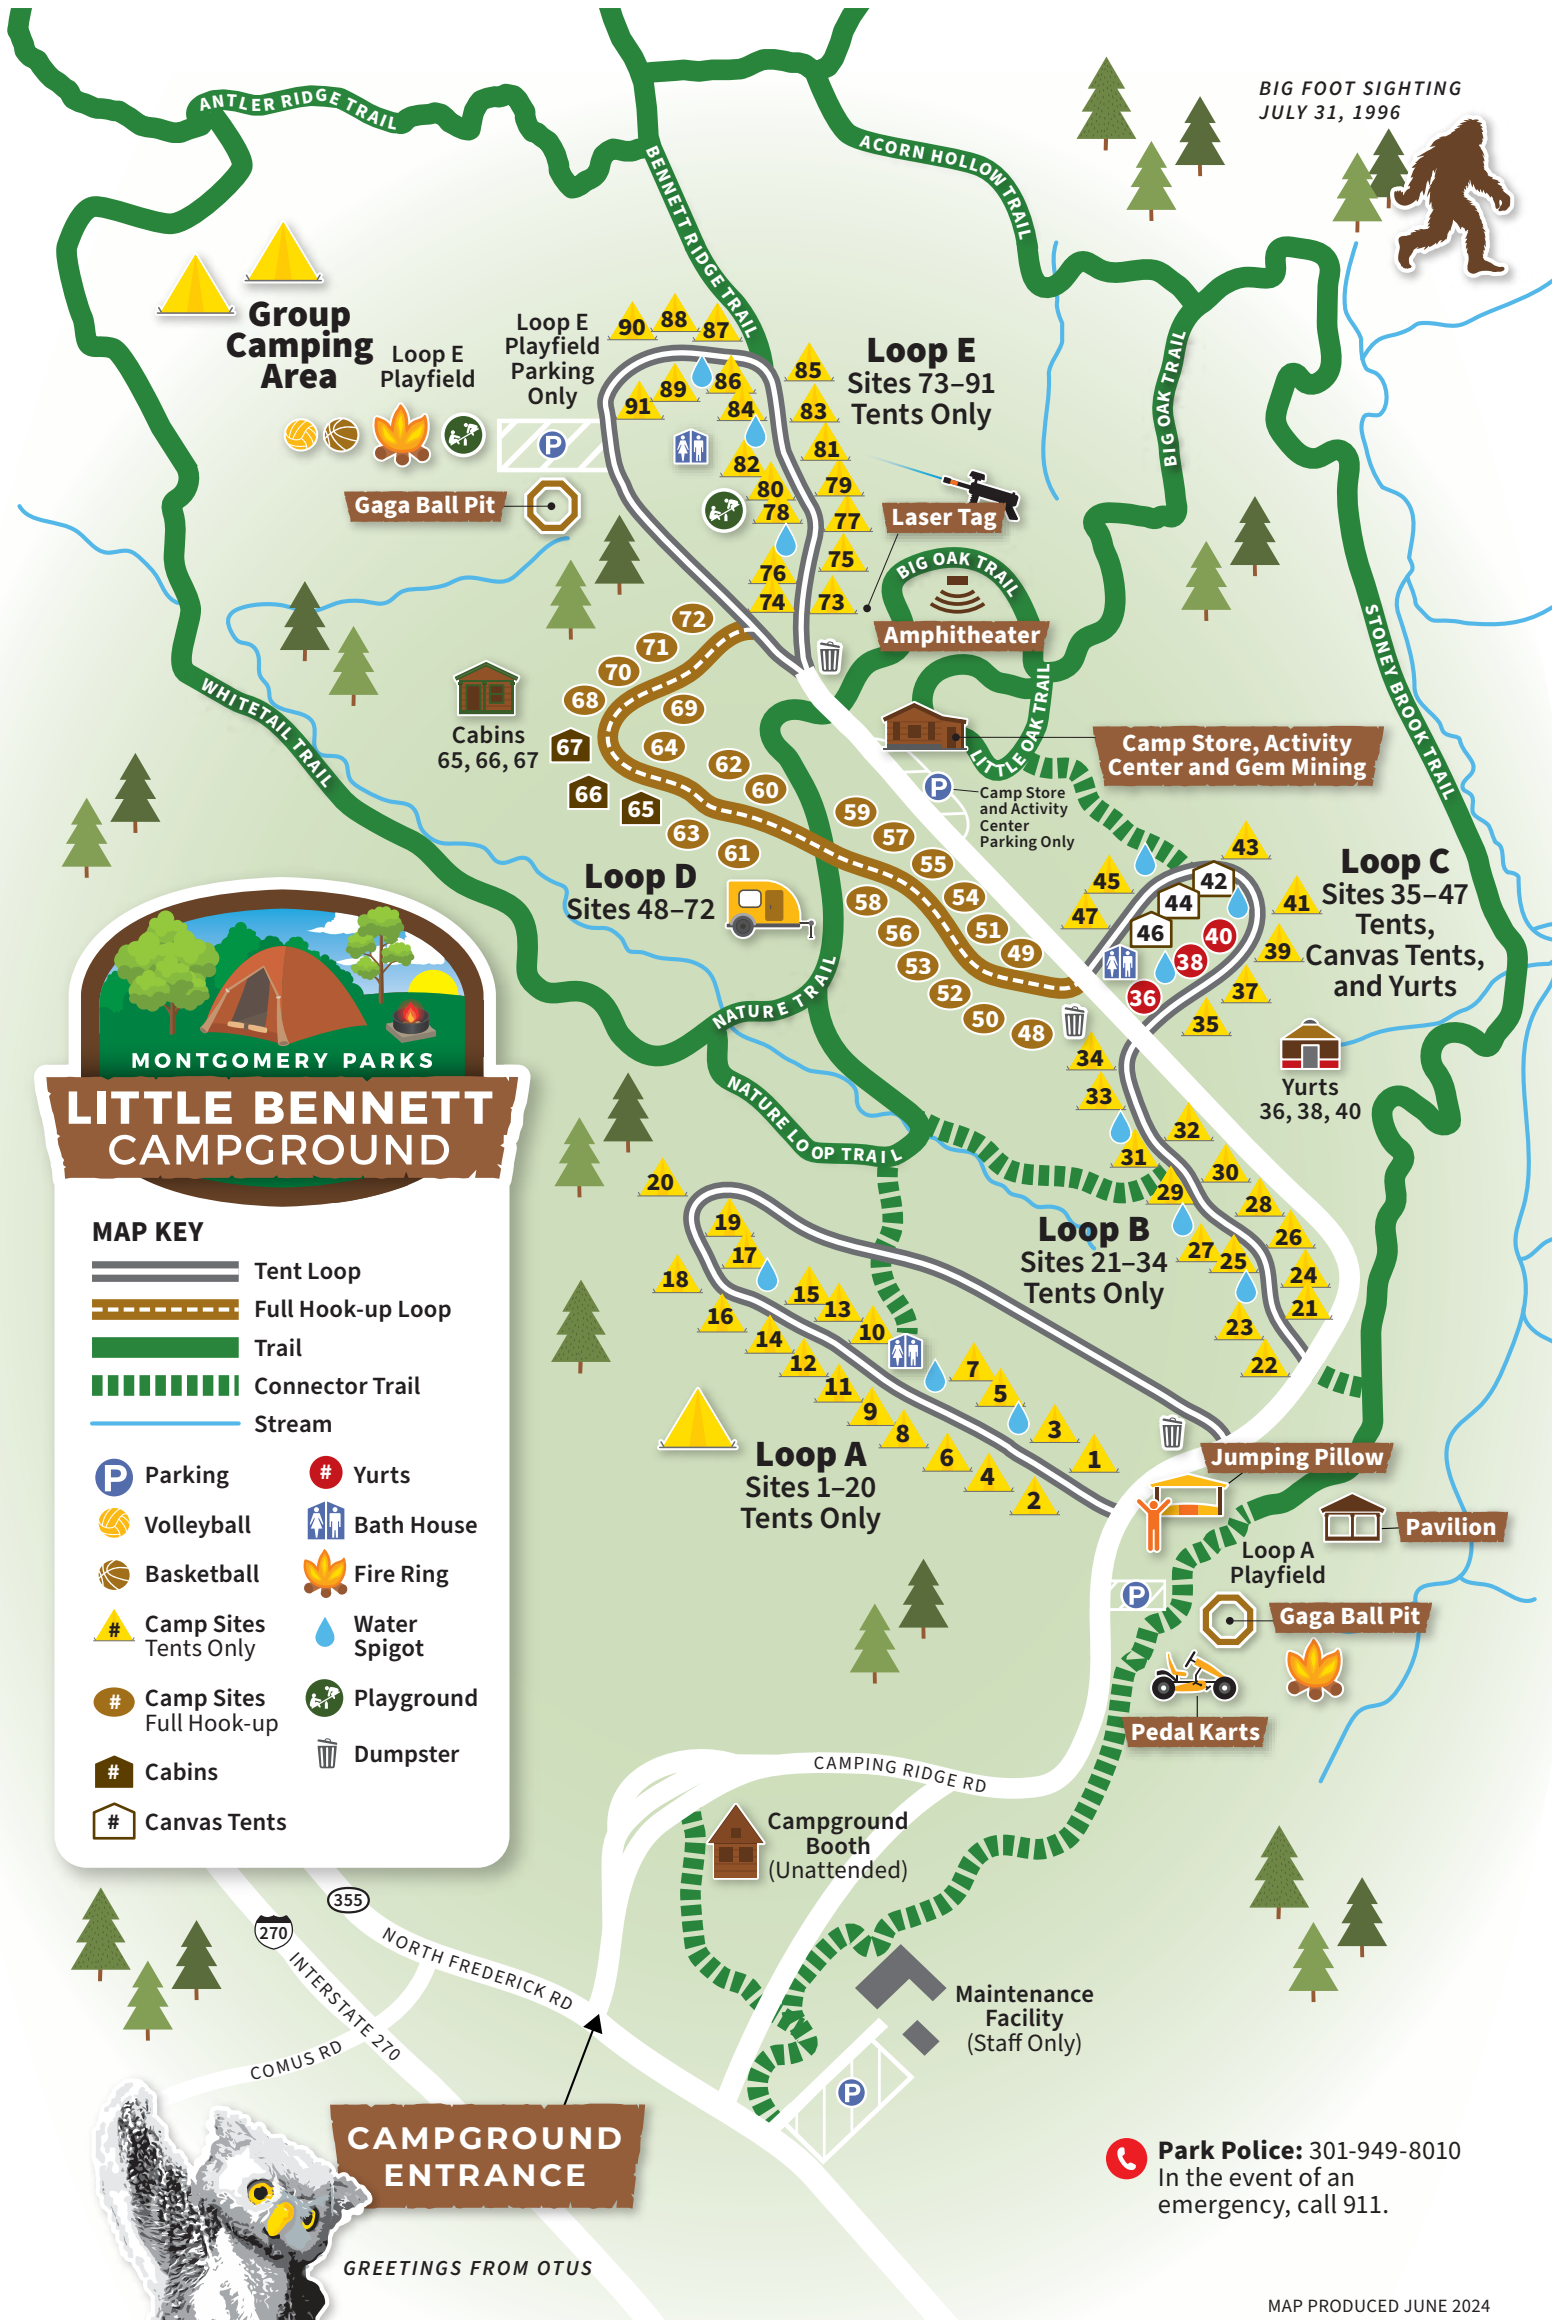 ANTLER RIDGE TRAIL
BENNETT RIDGE TRAIL
ACORN HOLLOW TRAIL
BIG FOOT SIGHTING
JULY 31, 1996
Group
Camping
Area
Loop E
Playfield
Loop E
Playfield
Parking
Only
P
Gaga Ball Pit
90
88
87
89
86
91
84
82
80
78
76
74
85
83
81
79
77
75
73
Loop E
Sites 73–91
Tents Only
BIG OAK TRAIL
Laser Tag
BIG OAK TRAIL
Amphitheater
STONEY BROOK TRAIL
LITTLE OAK TRAIL
Camp Store, Activity
Center and Gem Mining
P
Camp Store
and Activity
Center
Parking Only
WHITETAIL TRAIL
Cabins
65, 66, 67
72
71
70
68
69
67
64
66
65
62
60
63
61
59
57
55
58
54
56
51
53
49
52
50
48
Loop D
Sites 48–72
43
45
42
44
47
46
41
40
38
39
36
37
35
Loop C
Sites 35–47
Tents,
Canvas Tents,
and Yurts
Yurts
36, 38, 40
NATURE TRAIL
NATURE LOOP TRAIL
34
33
32
31
30
29
28
27
26
25
24
23
21
22
Loop B
Sites 21–34
Tents Only
20
19
17
18
15
16
13
14
10
12
11
7
9
5
8
3
6
1
4
2
Loop A
Sites 1–20
Tents Only
Jumping Pillow
Pavilion
Loop A
Playfield
P
Gaga Ball Pit
Pedal Karts
MONTGOMERY PARKS
LITTLE BENNETT
CAMPGROUND
MAP KEY
Tent Loop
Full Hook-up Loop
Trail
Connector Trail
Stream
P Parking
Volleyball
Basketball
# Camp Sites
Tents Only
# Camp Sites
Full Hook-up
# Cabins
# Canvas Tents
# Yurts
Bath House
Fire Ring
Water
Spigot
Playground
Dumpster
CAMPING RIDGE RD
Campground
Booth
(Unattended)
355
270
NORTH FREDERICK RD
INTERSTATE 270
COMUS RD
Maintenance
Facility
(Staff Only)
P
CAMPGROUND
ENTRANCE
GREETINGS FROM OTUS
Park Police: 301-949-8010
In the event of an
emergency, call 911.
MAP PRODUCED JUNE 2024